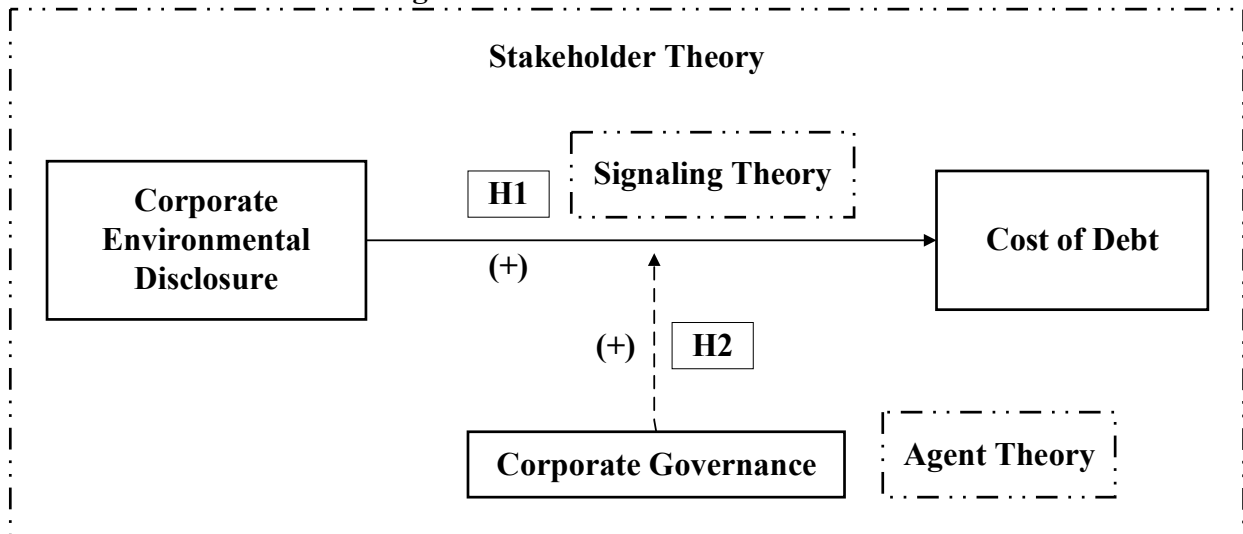 Stakeholder Theory
Signaling Theory
H1
Corporate
Environmental
Disclosure
Cost of Debt
(+)
(+)
H2
Corporate Governance
Agent Theory